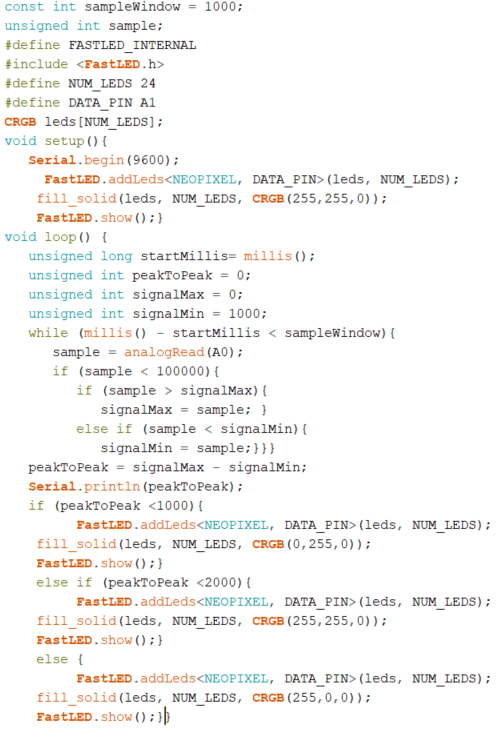 const int sampleWindow = 1000;
unsigned int sample;
#define FASTLED_INTERNAL
#include <FastLED.h>
#define NUM_LEDS 24
#define DATA_PIN A1
CRGB leds[NUM_LEDS];
void setup(){
   Serial.begin(9600);
     FastLED.addLeds<NEOPIXEL, DATA_PIN>(leds, NUM_LEDS);
    fill_solid(leds, NUM_LEDS, CRGB(255,255,0));
    FastLED.show();}
void loop() {
   unsigned long startMillis= millis();
   unsigned int peakToPeak = 0;
   unsigned int signalMax = 0;
   unsigned int signalMin = 1000;
   while (millis() - startMillis < sampleWindow){
      sample = analogRead(A0);
      if (sample < 100000){
         if (sample > signalMax){
            signalMax = sample; }
         else if (sample < signalMin){
            signalMin = sample;}}}
   peakToPeak = signalMax - signalMin;
   Serial.println(peakToPeak);
   if (peakToPeak <1000){
         FastLED.addLeds<NEOPIXEL, DATA_PIN>(leds, NUM_LEDS);
    fill_solid(leds, NUM_LEDS, CRGB(0,255,0));
    FastLED.show();}
    else if (peakToPeak <2000){
         FastLED.addLeds<NEOPIXEL, DATA_PIN>(leds, NUM_LEDS);
    fill_solid(leds, NUM_LEDS, CRGB(255,255,0));
    FastLED.show();}
    else {
         FastLED.addLeds<NEOPIXEL, DATA_PIN>(leds, NUM_LEDS);
    fill_solid(leds, NUM_LEDS, CRGB(255,0,0));
    FastLED.show();}}